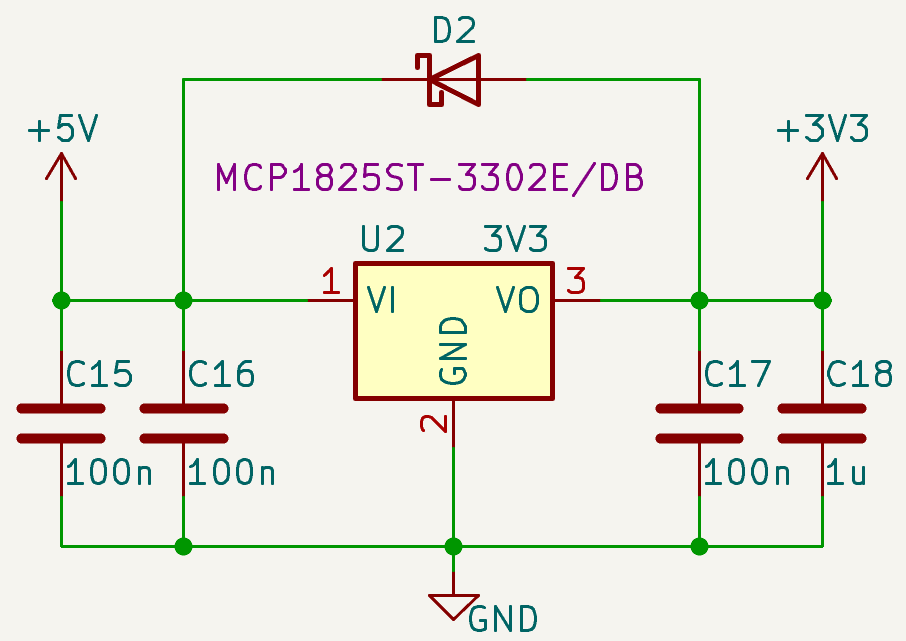 D2
+5V
+3V3
MCP1825ST-3302E/DB
U2
3V3
1
3
VI
VO
GND
2
C15
C16
C17
C18
100n
100n
100n
1u
GND